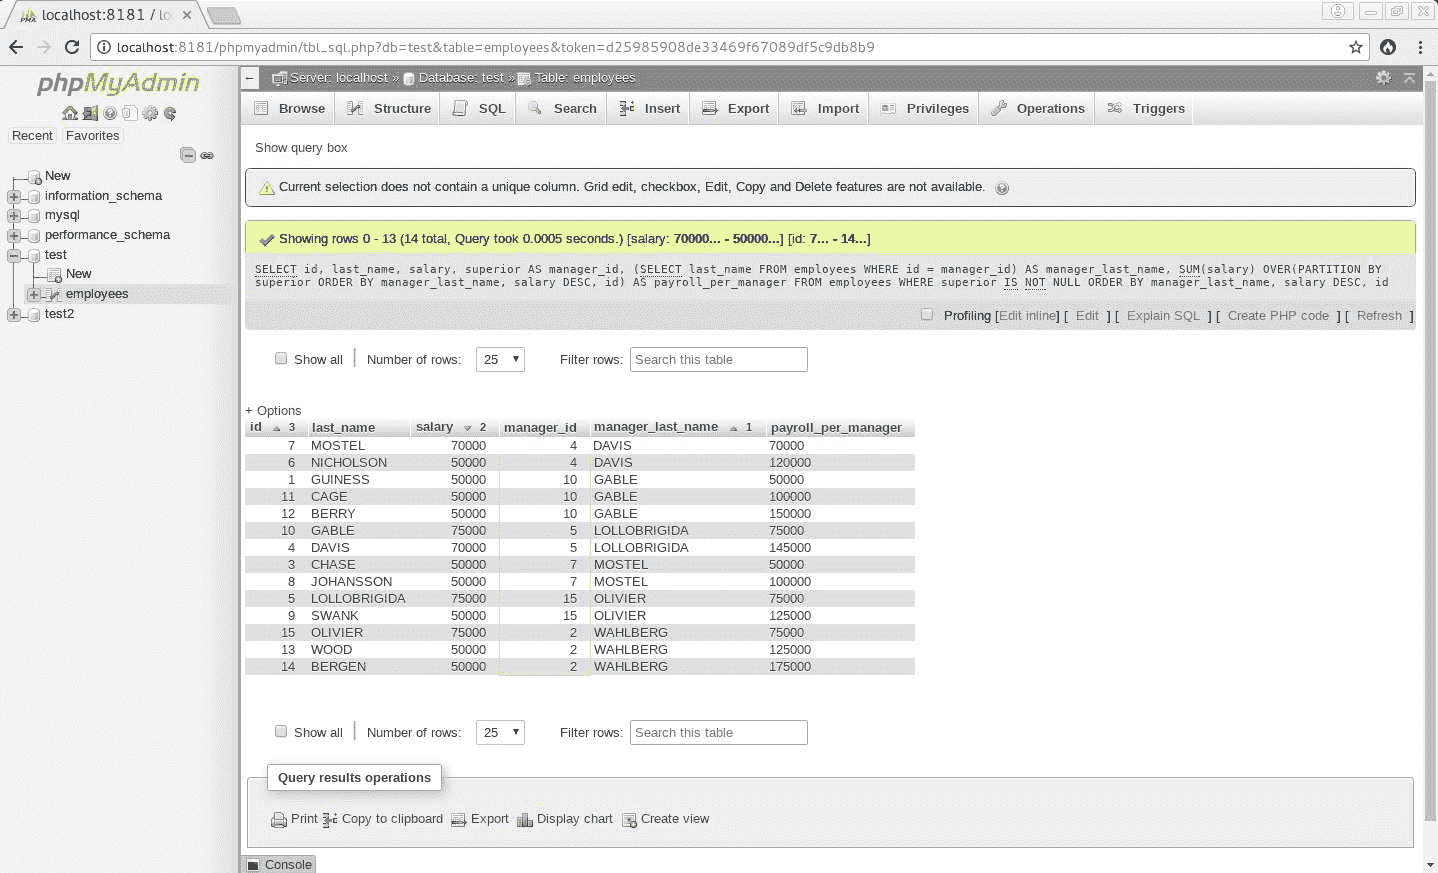 localhost:8181 / lo
localhost:8181/phpmyadmin/tbl_sql.php?db=test&table=employees&token=d25985908de33469f67089df5c9db8b9
phpMyAdmin
Recent Favorites
New
information_schema
mysql
performance_schema
test
New
employees
test2
Server: localhost » Database: test » Table: employees
Browse Structure SQL Search Insert Export Import Privileges Operations Triggers
Show query box
Current selection does not contain a unique column. Grid edit, checkbox, Edit, Copy and Delete features are not available.
Showing rows 0 - 13 (14 total, Query took 0.0005 seconds.) [salary: 70000... - 50000...] [id: 7... - 14...]
SELECT id, last_name, salary, superior AS manager_id, (SELECT last_name FROM employees WHERE id = manager_id) AS manager_last_name, SUM(salary) OVER(PARTITION BY
superior ORDER BY manager_last_name, salary DESC, id) AS payroll_per_manager FROM employees WHERE superior IS NOT NULL ORDER BY manager_last_name, salary DESC, id
Profiling [Edit inline] [ Edit ] [ Explain SQL ] [ Create PHP code ] [ Refresh ]
Show all Number of rows: 25 Filter rows: Search this table
+ Options
id 3 last_name salary 2 manager_id manager_last_name 1 payroll_per_manager
7 MOSTEL 70000 4 DAVIS 70000
6 NICHOLSON 50000 4 DAVIS 120000
1 GUINESS 50000 10 GABLE 50000
11 CAGE 50000 10 GABLE 100000
12 BERRY 50000 10 GABLE 150000
10 GABLE 75000 5 LOLLOBRIGIDA 75000
4 DAVIS 70000 5 LOLLOBRIGIDA 145000
3 CHASE 50000 7 MOSTEL 50000
8 JOHANSSON 50000 7 MOSTEL 100000
5 LOLLOBRIGIDA 75000 15 OLIVIER 75000
9 SWANK 50000 15 OLIVIER 125000
15 OLIVIER 75000 2 WAHLBERG 75000
13 WOOD 50000 2 WAHLBERG 125000
14 BERGEN 50000 2 WAHLBERG 175000
Show all Number of rows: 25 Filter rows: Search this table
Query results operations
Print Copy to clipboard Export Display chart Create view
Console